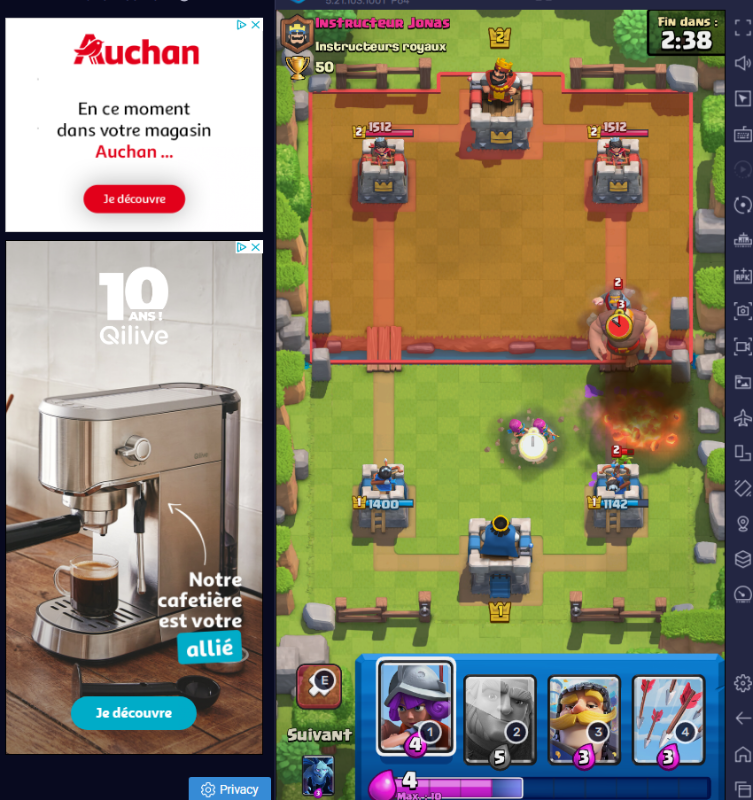 Auchan
En ce moment
dans votre magasin
Auchan ...
Je découvre
10
ANS !
Qilive
Notre
cafetière
est votre
allié
Je découvre
Privacy
Instructeur Jonas
Instructeurs royaux
50
Fin dans :
2:38
2
2
1512
2
1512
2
3
2
1
1400
1
1142
1
E
Suivant
1
4
2
5
3
3
4
3
4
Max.: 10